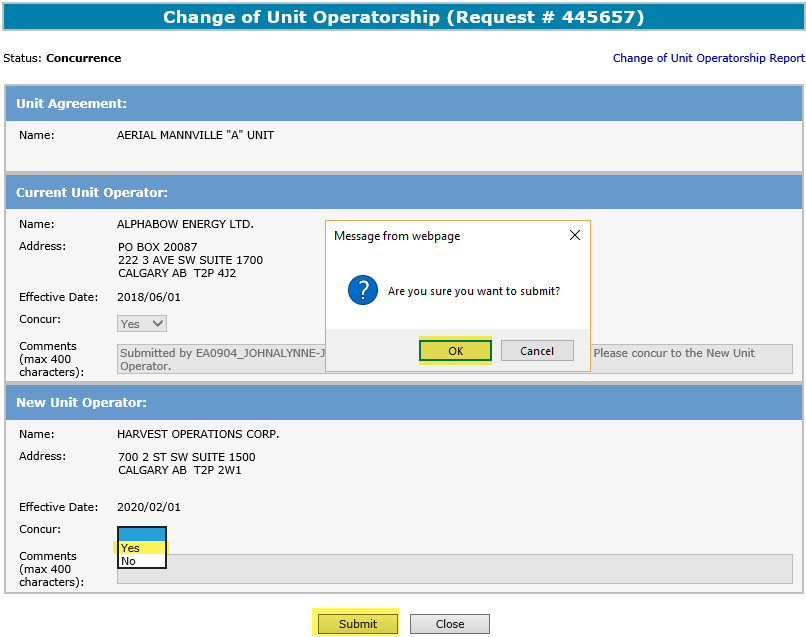 Change of Unit Operatorship (Request # 445657)
Status: Concurrence
Change of Unit Operatorship Report
Unit Agreement:
Name: AERIAL MANNVILLE "A" UNIT
Current Unit Operator:
Name: ALPHABOW ENERGY LTD.
Address: PO BOX 20087
222 3 AVE SW SUITE 1700
CALGARY AB T2P 4J2
Effective Date: 2018/06/01
Concur: Yes
Comments
(max 400
characters):
Submitted by EA0904_JOHNALYNNE-J
Please concur to the New Unit
Operator.
Message from webpage
?
Are you sure you want to submit?
OK
Cancel
New Unit Operator:
Name: HARVEST OPERATIONS CORP.
Address: 700 2 ST SW SUITE 1500
CALGARY AB T2P 2W1
Effective Date: 2020/02/01
Concur:
Yes
No
Comments
(max 400
characters):
Submit
Close